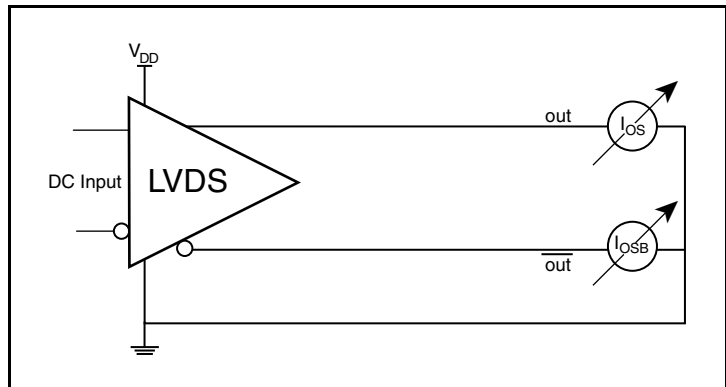 VDD
out
IOS
DC Input
LVDS
IOSB
out